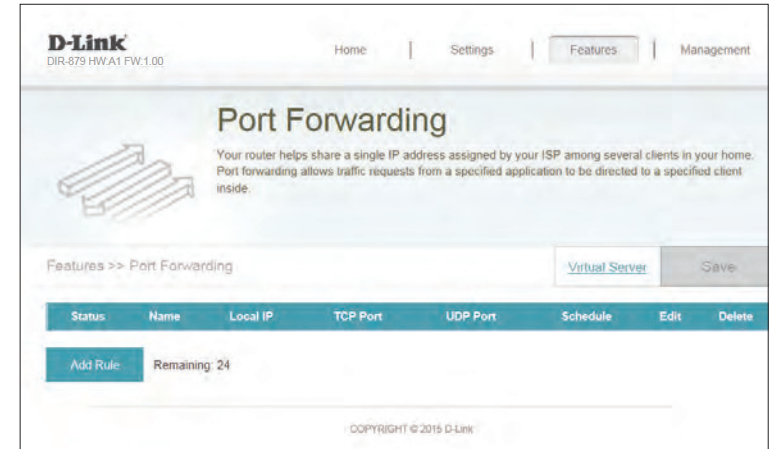 D-Link
DIR-879 HW:A1 FW:1.00
Home | Settings | Features | Management
Port Forwarding
Your router helps share a single IP address assigned by your ISP among several clients in your home.
Port forwarding allows traffic requests from a specified application to be directed to a specified client
inside.
Features >> Port Forwarding
Virtual Server
Save
Status Name Local IP TCP Port UDP Port Schedule Edit Delete
Add Rule Remaining: 24
COPYRIGHT © 2015 D-Link